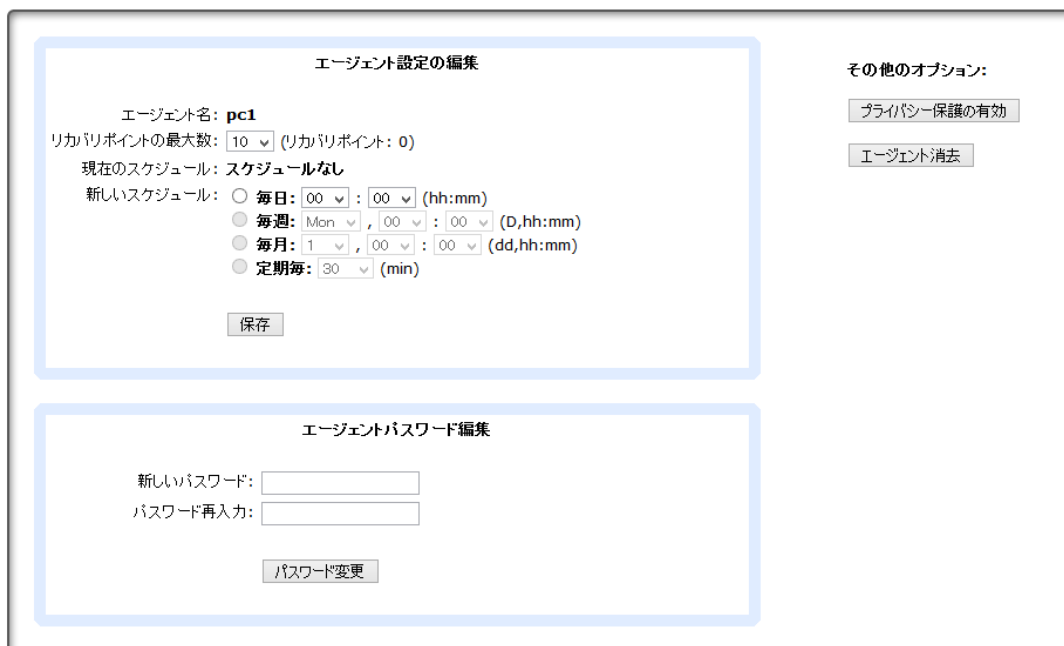 エージェント設定の編集
エージェント名: pc1
リカバリポイントの最大数: 10 (リカバリポイント: 0)
現在のスケジュール: スケジュールなし
新しいスケジュール: 毎日: 00 : 00 (hh:mm)
毎週: Mon , 00 : 00 (D,hh:mm)
毎月: 1 , 00 : 00 (dd,hh:mm)
定期毎: 30 (min)
保存
その他のオプション:
プライバシー保護の有効
エージェント消去
エージェントパスワード編集
新しいパスワード:
パスワード再入力:
パスワード変更